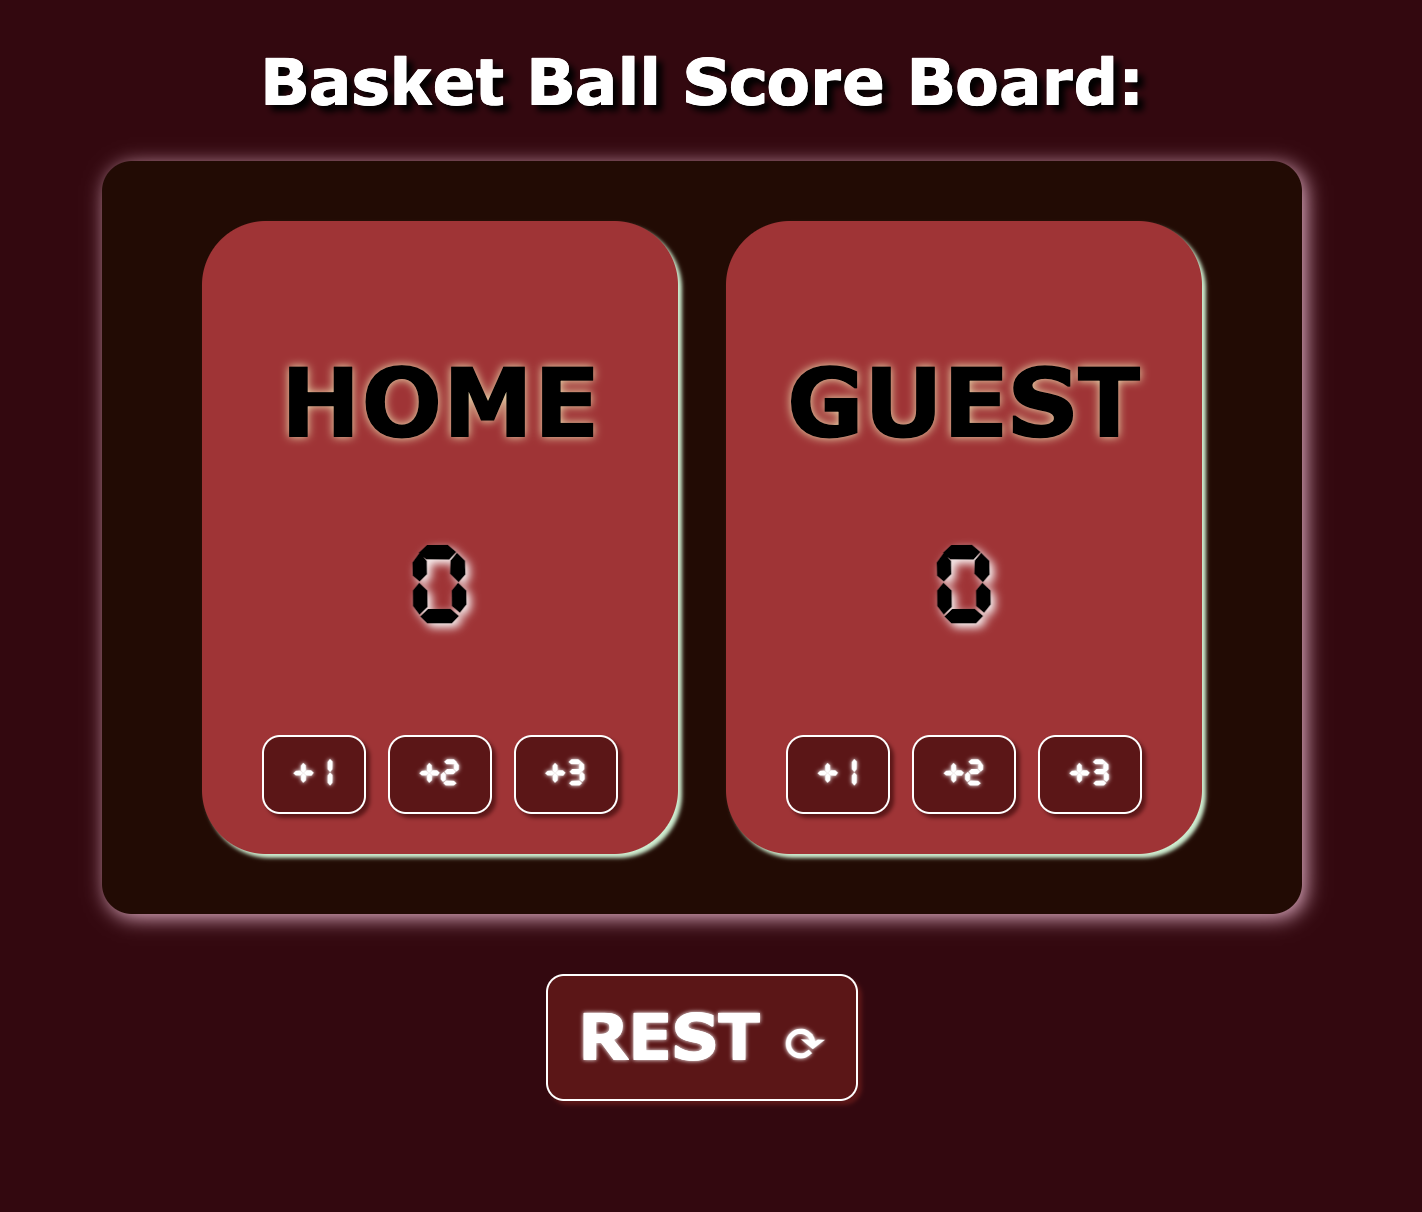 Basket Ball Score Board:
HOME GUEST
0 0
+1 +2 +3 +1 +2 +3
REST ⟳